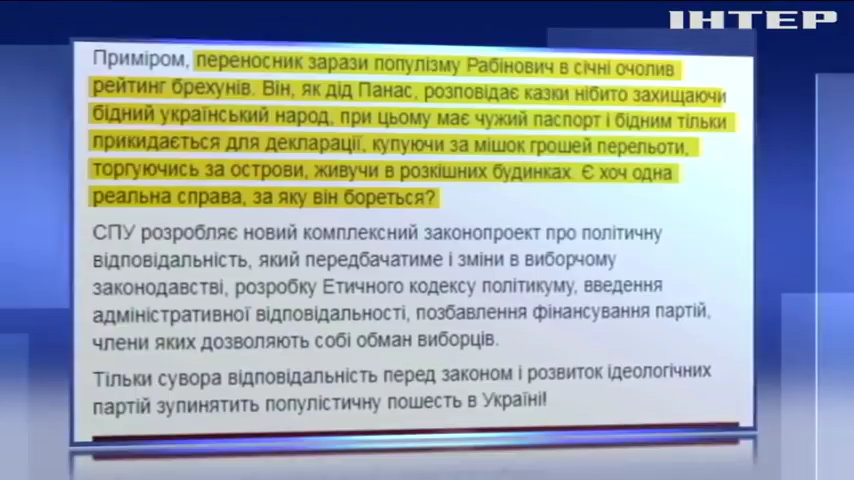 ІНТЕР
Приміром, переносник зарази популізму Рабінович в січні очолив
рейтинг брехунів. Він, як дід Панас, розповідає казки нібито захищаючи
бідний український народ, при цьому має чужий паспорт і бідним тільки
прикидається для декларації, купуючи за мішок грошей перельоти,
торгуючись за острови, живучи в розкішних будинках. Є хоч одна
реальна справа, за яку він бореться?
СПУ розробляє новий комплексний законопроект про політичну
відповідальність, який передбачатиме і зміни в виборчому
законодавстві, розробку Етичного кодексу політикуму, введення
адміністративної відповідальності, позбавлення фінансування партій,
члени яких дозволяють собі обман виборців.
Тільки сувора відповідальність перед законом і розвиток ідеологічних
партій зупинятить популістичну пошесть в Україні!